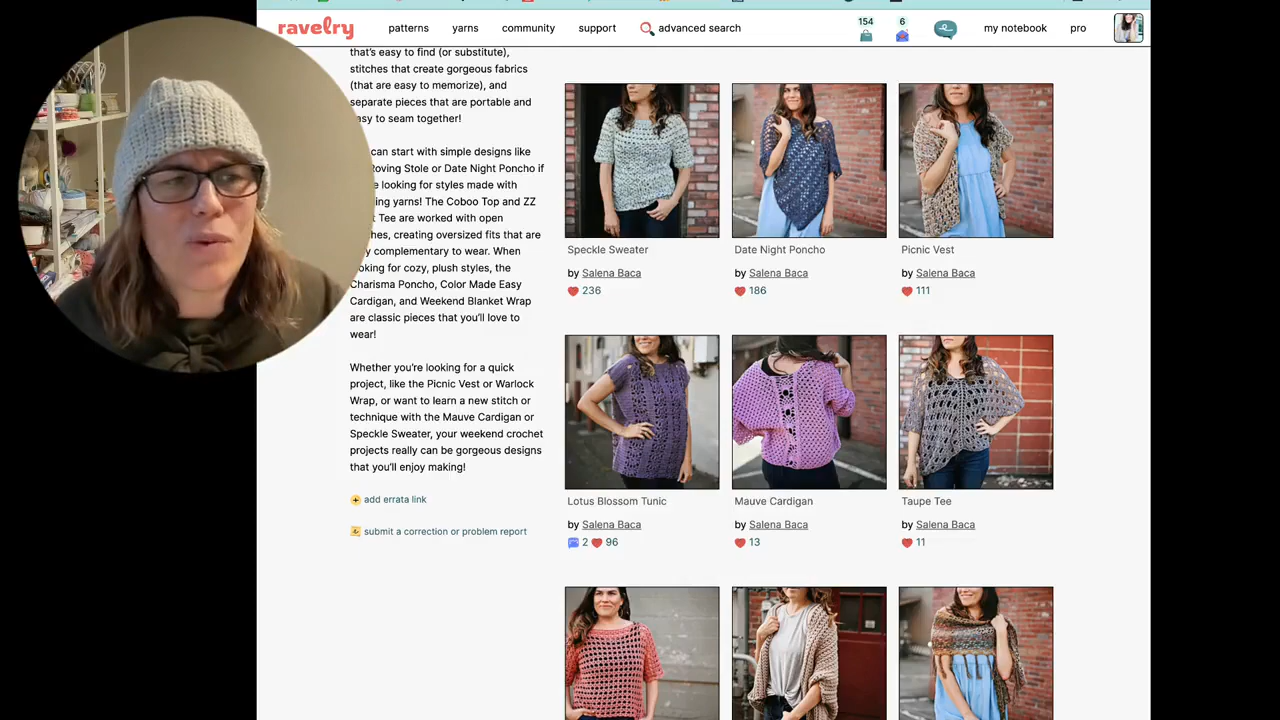 ravelry
patterns
yarns
community
support
advanced search
154
6
my notebook
pro
that's easy to find (or substitute),
stitches that create gorgeous fabrics
(that are easy to memorize), and
separate pieces that are portable and
easy to seam together!
can start with simple designs like
Roving Stole or Date Night Poncho if
looking for styles made with
yarns! The Coboo Top and ZZ
Tee are worked with open
creating oversized fits that are
complementary to wear. When
looking for cozy, plush styles, the
Charisma Poncho, Color Made Easy
Cardigan, and Weekend Blanket Wrap
are classic pieces that you'll love to
wear!
Whether you're looking for a quick
project, like the Picnic Vest or Warlock
Wrap, or want to learn a new stitch or
technique with the Mauve Cardigan or
Speckle Sweater, your weekend crochet
projects really can be gorgeous designs
that you'll enjoy making!
add errata link
submit a correction or problem report
Speckle Sweater
by Salena Baca
236
Date Night Poncho
by Salena Baca
186
Picnic Vest
by Salena Baca
111
Lotus Blossom Tunic
by Salena Baca
2 96
Mauve Cardigan
by Salena Baca
13
Taupe Tee
by Salena Baca
11